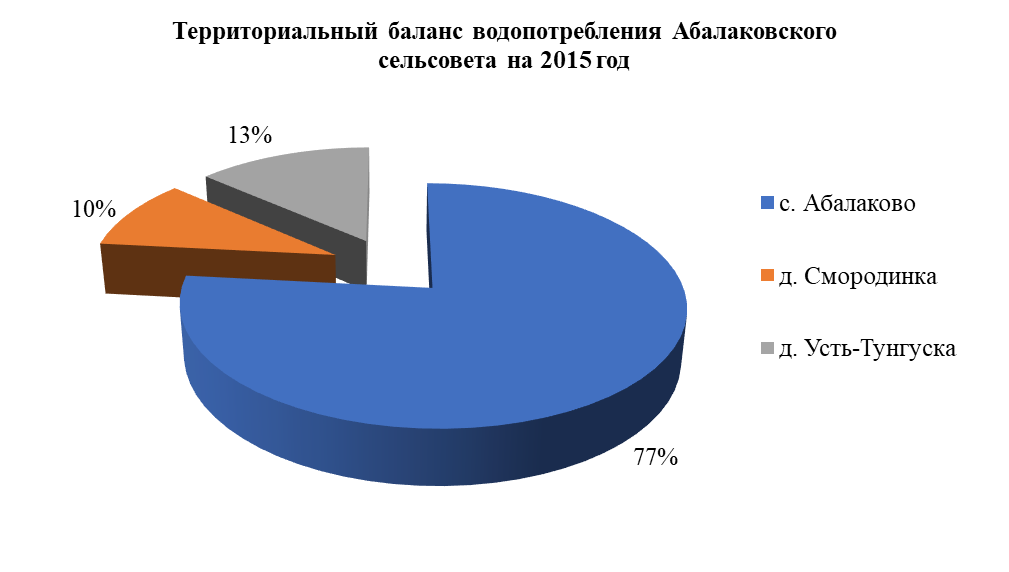 Территориальный баланс водопотребления Абалаковского
сельсовета на 2015 год
13%
10%
77%
с. Абалаково
д. Смородинка
д. Усть-Тунгуска